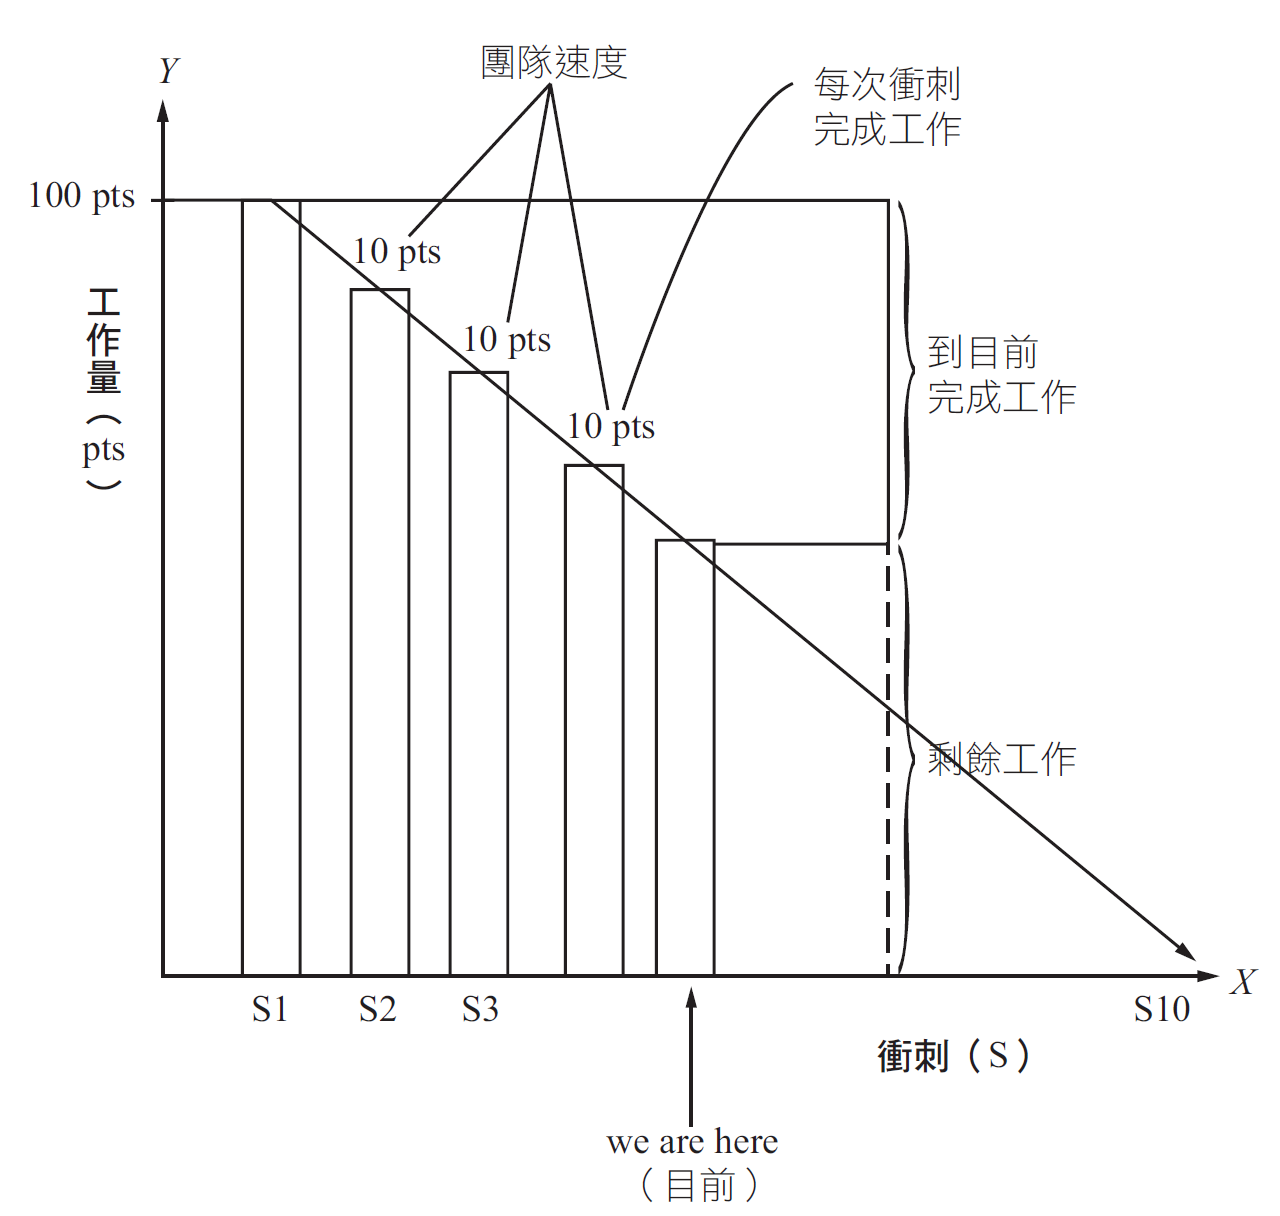 Y
團隊速度
每次衝刺
完成工作
100 pts
10 pts
10 pts
10 pts
工作量（pts）
到目前
完成工作
剩餘工作
X
S1
S2
S3
S10
衝刺（S）
we are here
（目前）